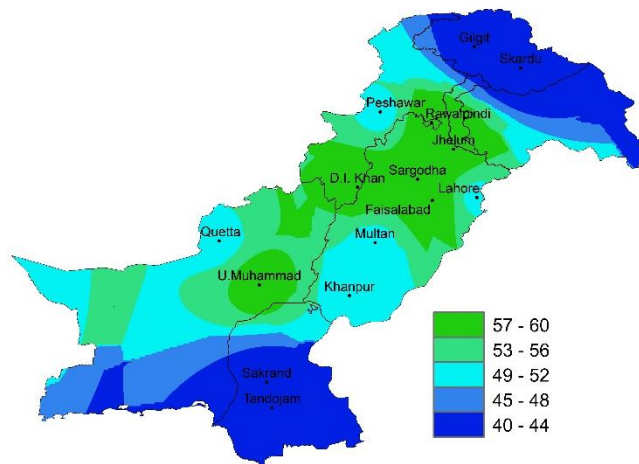 Gilgit
Skardu
Peshawar
Rawalpindi
Jhelum
Sargodha
D.I. Khan
Lahore
Faisalabad
Quetta
Multan
U.Muhammad
Khanpur
Sakrand
Tandojam
57 - 60
53 - 56
49 - 52
45 - 48
40 - 44